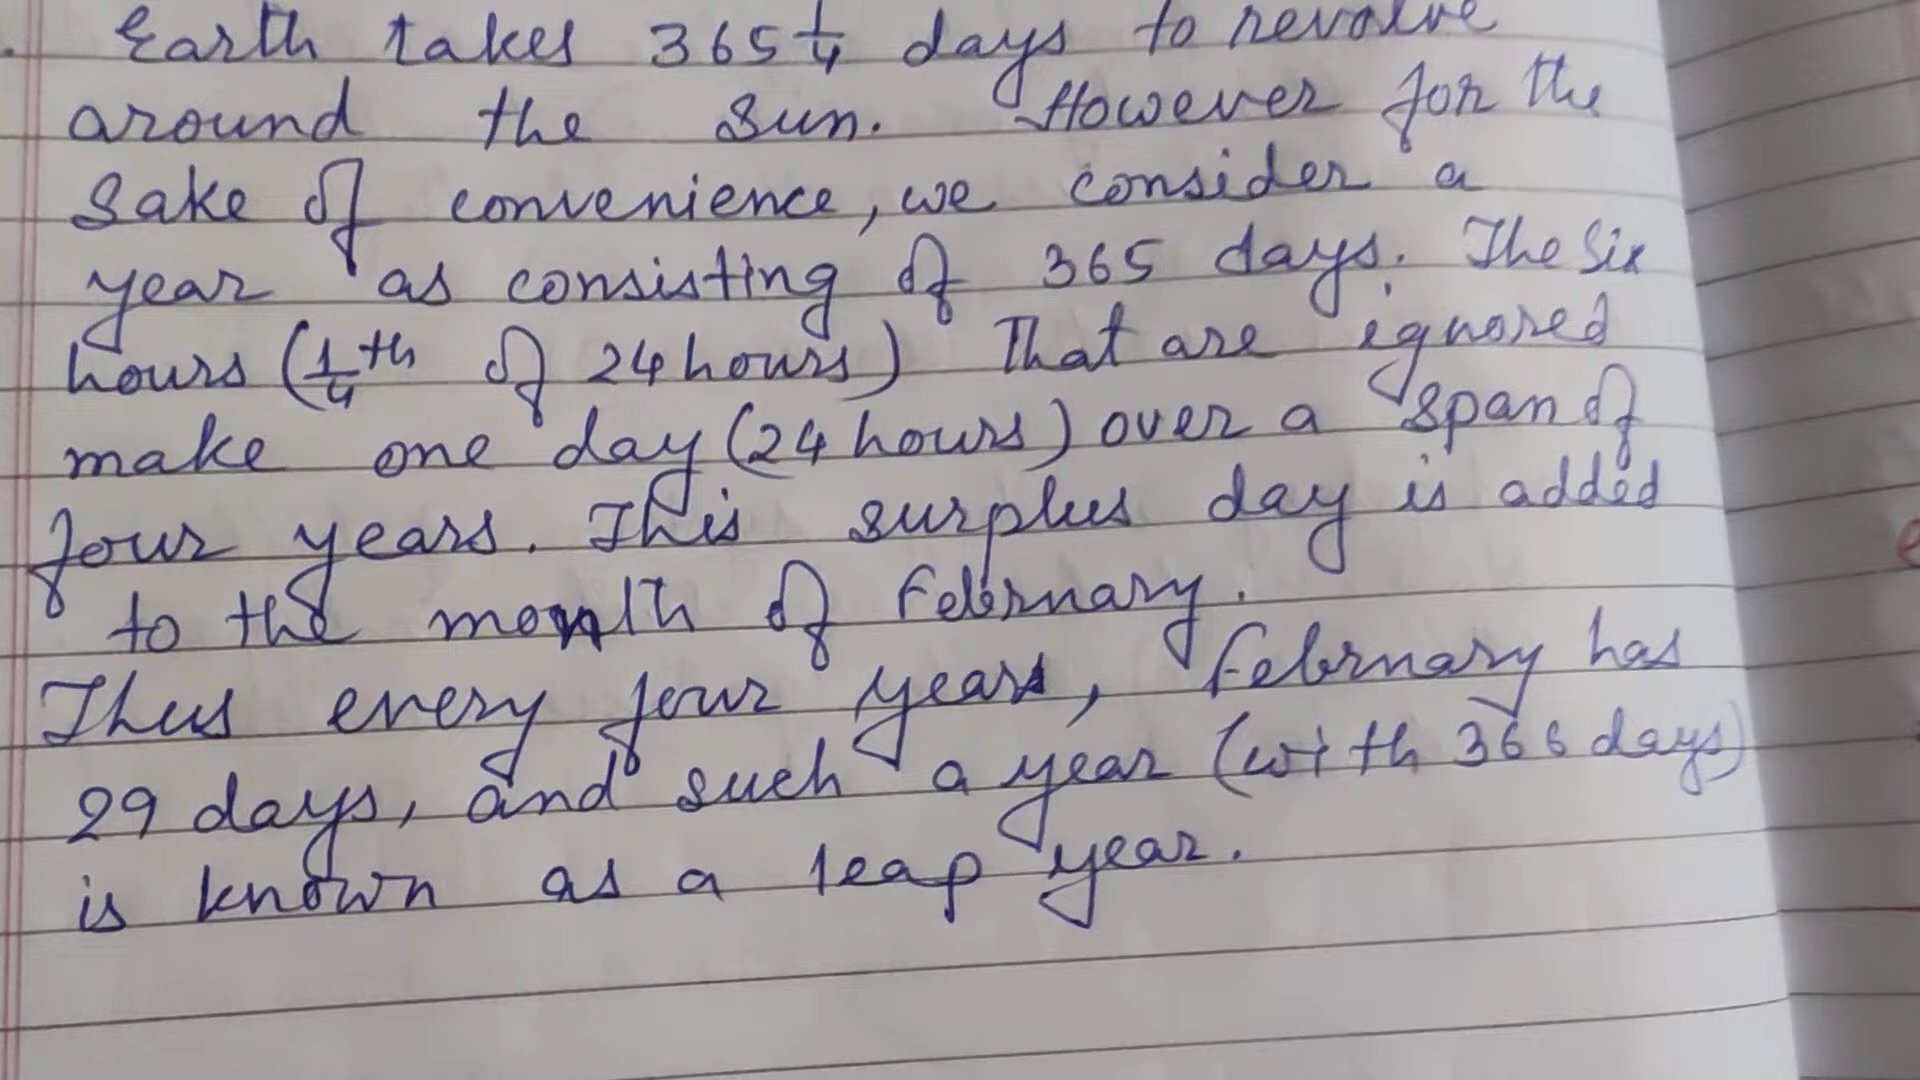 Earth takes 365 1/4 days to revolve
around the Sun. However for the
Sake of convenience, we consider a
year as consisting of 365 days. The Six
hours (1/4th of 24 hours) That are ignored
make one day (24 hours) over a span of
four years. This surplus day is added
to the month of February.
Thus every four years, February has
29 days, and such a year (with 366 days)
is known as a leap year.